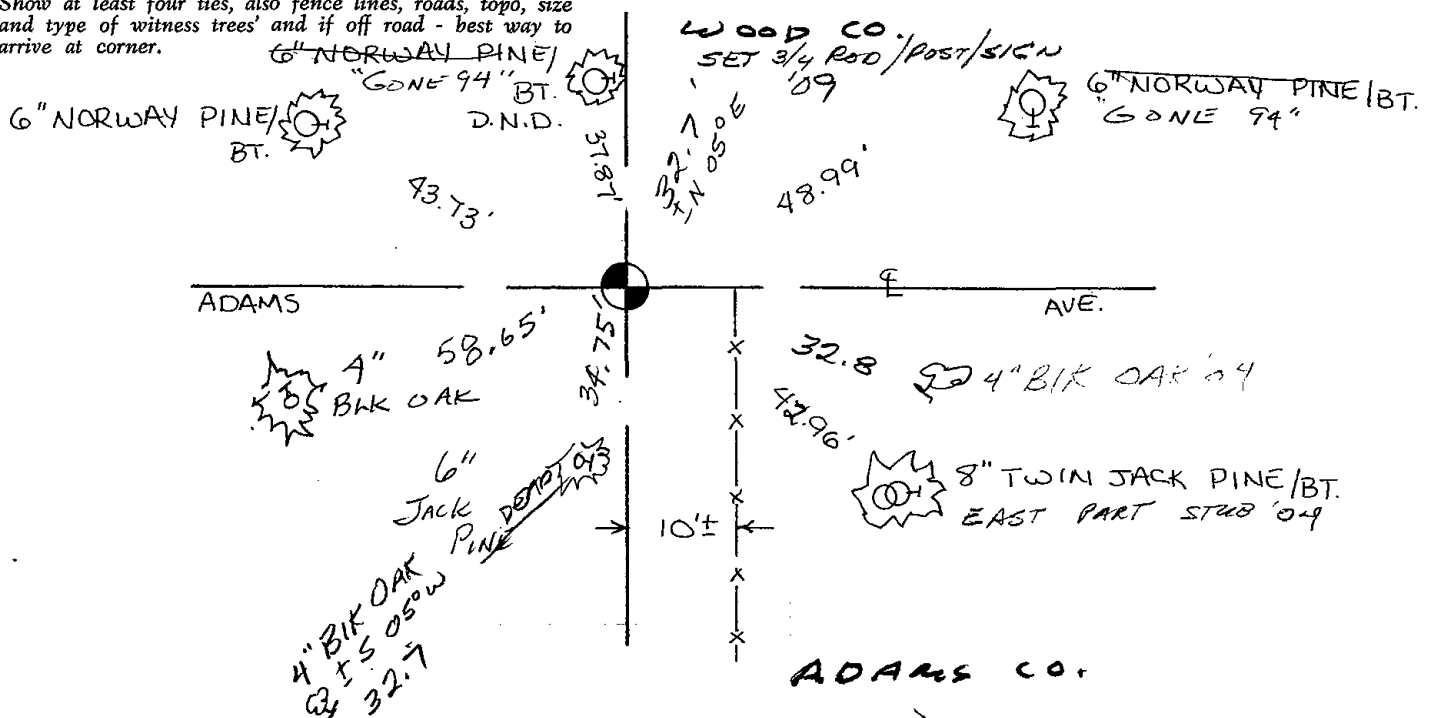 Show at least four ties, also fence lines, roads, topo, size
and type of witness trees' and if off road - best way to
arrive at corner.
WOOD CO.
SET 3/4 ROD/POST/SIGN
'09
6" NORWAY PINE/
"GONE 94" BT.
D.N.D.
6" NORWAY PINE/
BT.
6" NORWAY PINE/BT.
"GONE 94"
43.73'
37.87'
32.7'
± N 05° E
48.99'
ADAMS
℄
AVE.
58.65'
34.75'
4"
BLK OAK
32.8
4" BLK OAK '04
42.96'
6"
JACK
PINE
DEAD
8" TWIN JACK PINE/BT.
EAST PART STUB '04
10'±
4" BLK OAK
± S 05° W
32.7
ADAMS CO.